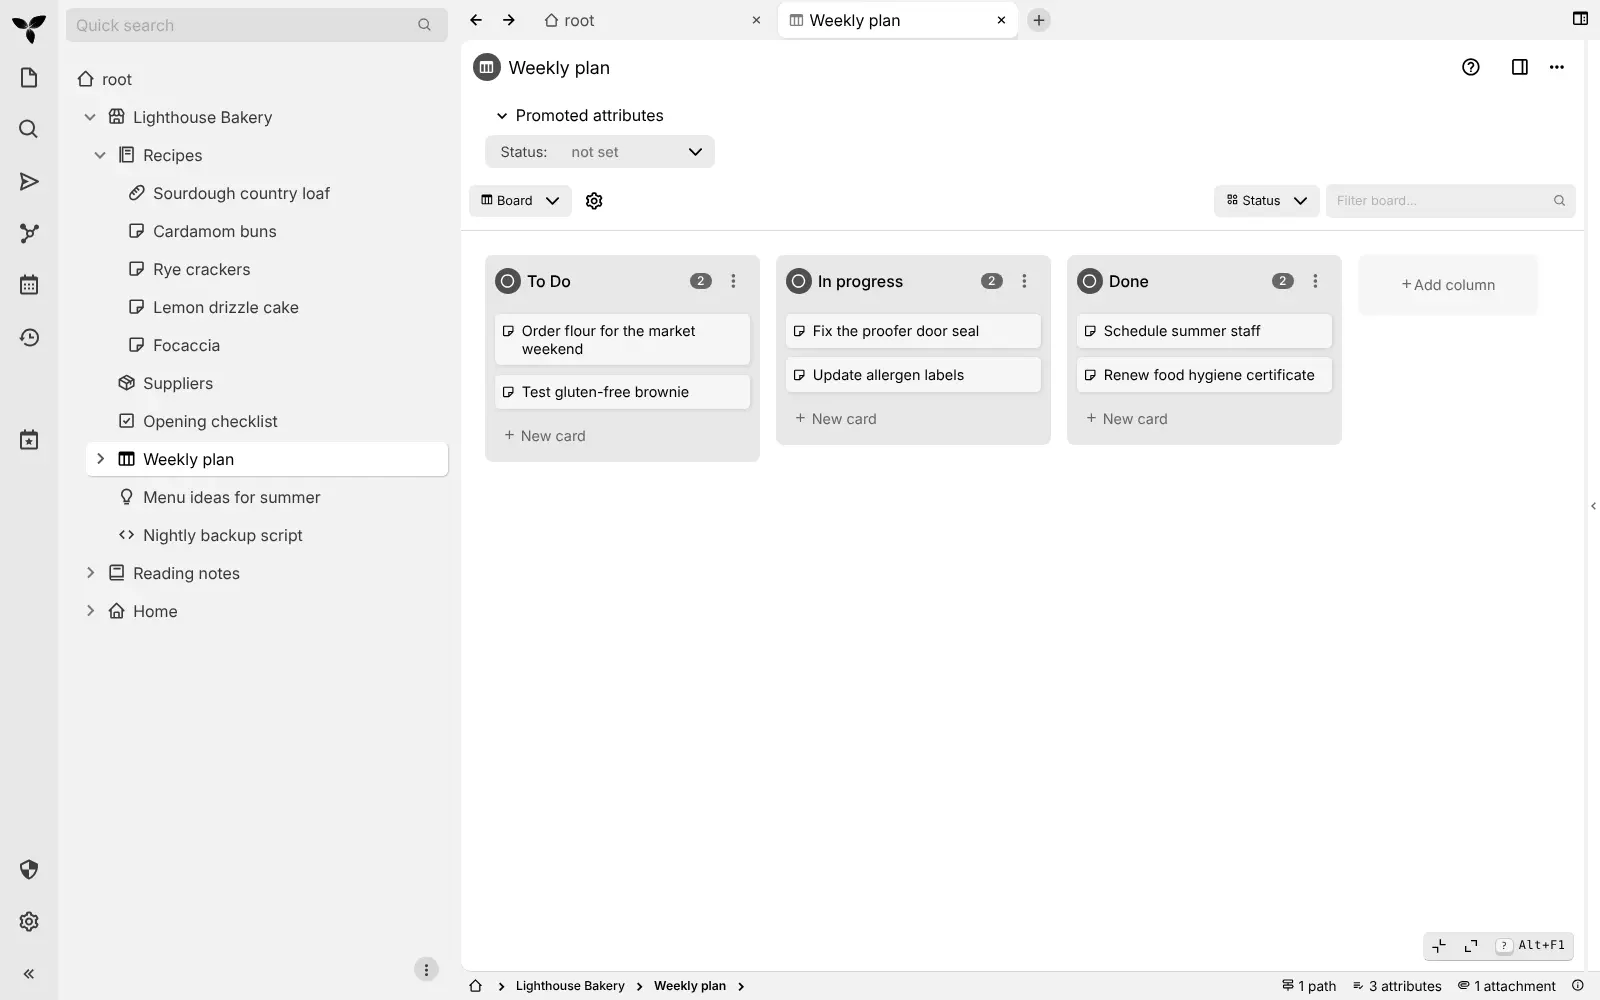 Quick search
root
Lighthouse Bakery
Recipes
Sourdough country loaf
Cardamom buns
Rye crackers
Lemon drizzle cake
Focaccia
Suppliers
Opening checklist
Weekly plan
Menu ideas for summer
Nightly backup script
Reading notes
Home
root
Weekly plan
Weekly plan
Promoted attributes
Status: not set
Board
Status
Filter board...
To Do 2
Order flour for the market
weekend
Test gluten-free brownie
+ New card
In progress 2
Fix the proofer door seal
Update allergen labels
+ New card
Done 2
Schedule summer staff
Renew food hygiene certificate
+ New card
+ Add column
? Alt+F1
Lighthouse Bakery > Weekly plan >
1 path 3 attributes 1 attachment